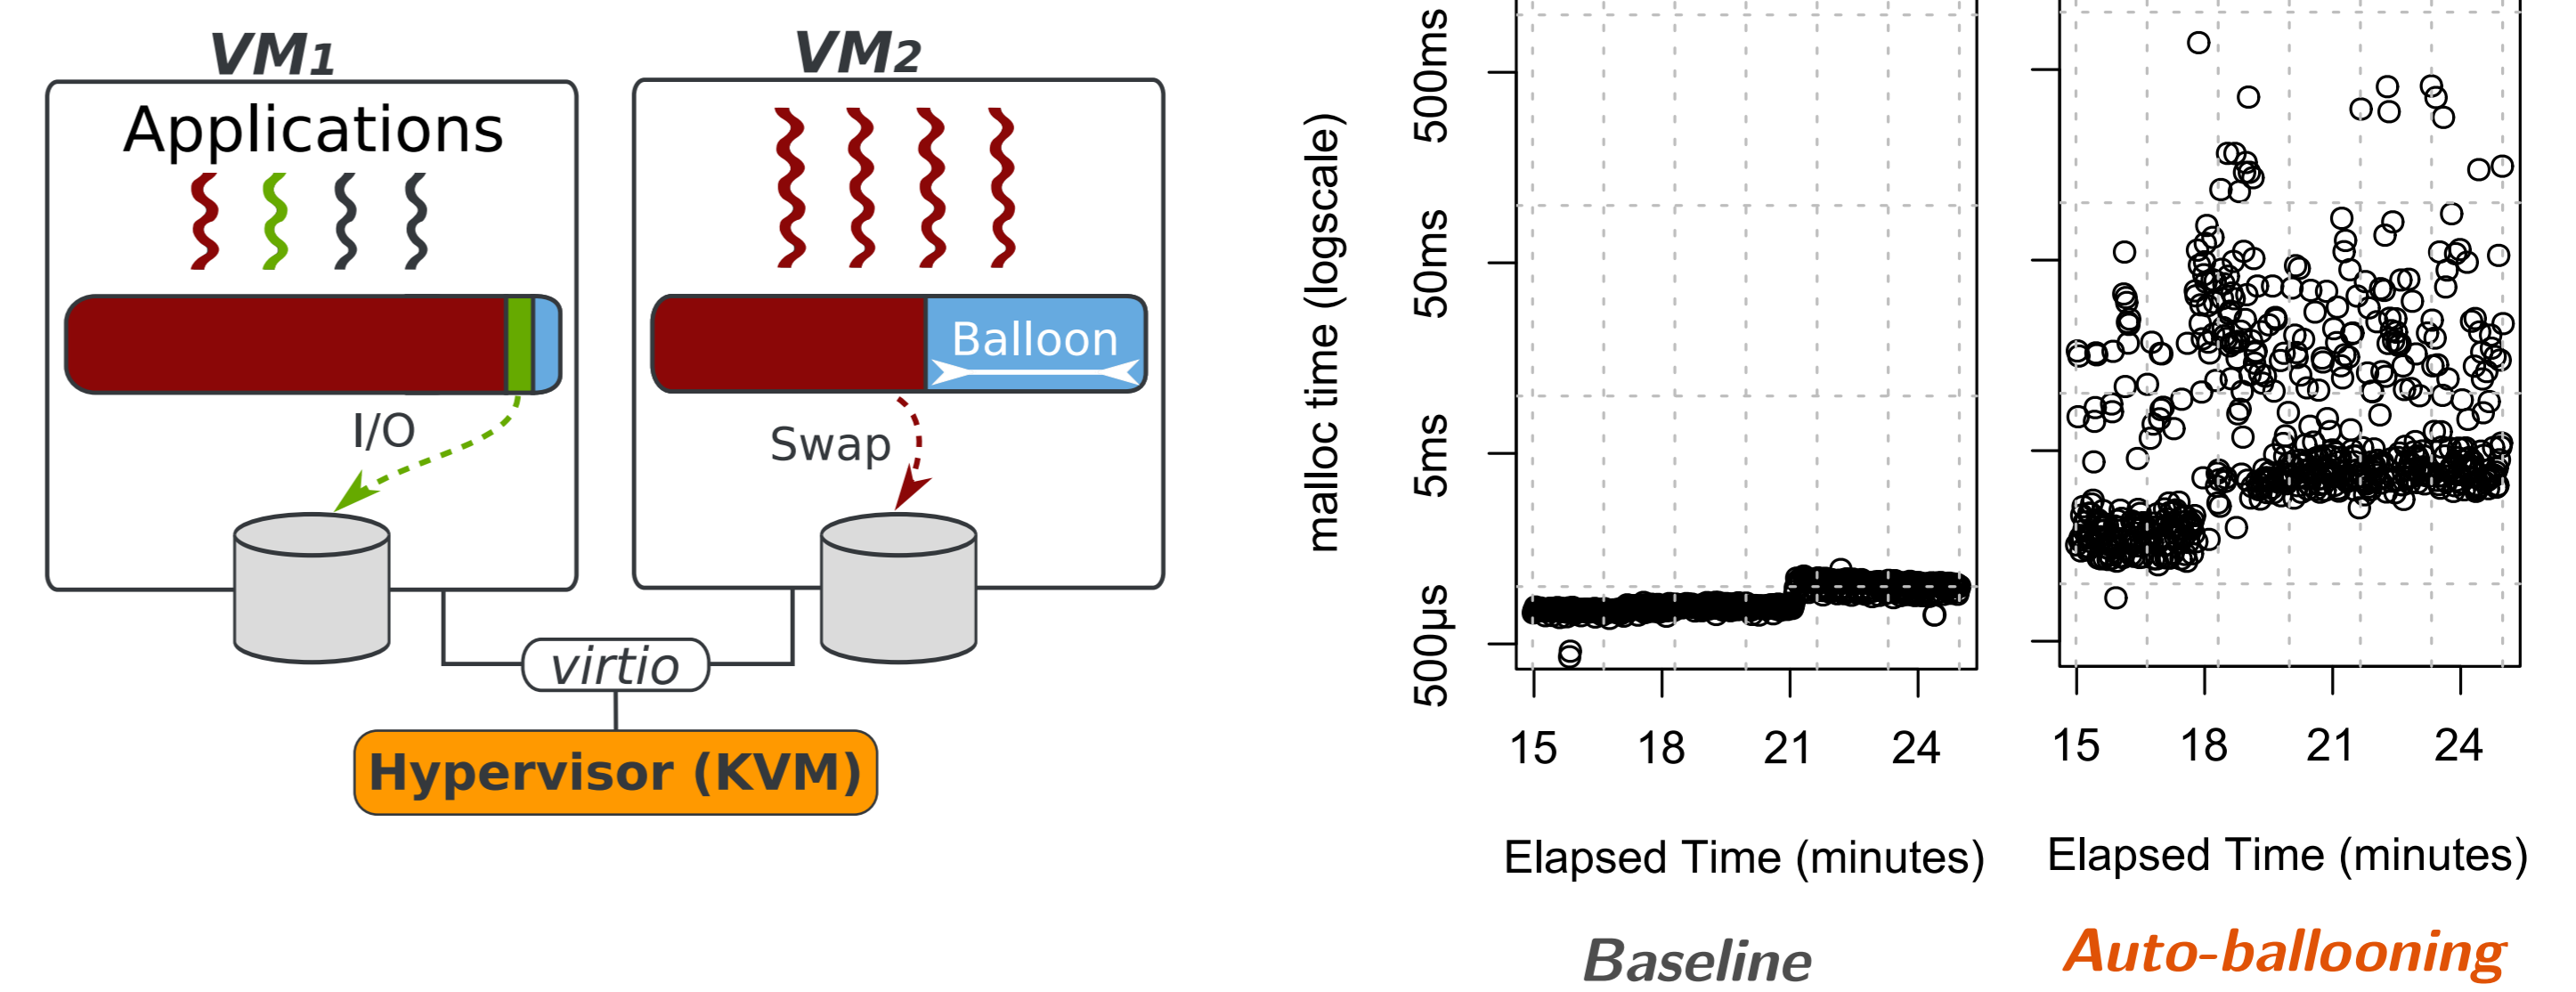 VM1
Applications
I/O
VM2
Balloon
Swap
virtio
Hypervisor (KVM)
malloc time (logscale)
500ms
50ms
5ms
500µs
15 18 21 24
Elapsed Time (minutes)
Baseline
15 18 21 24
Elapsed Time (minutes)
Auto-ballooning